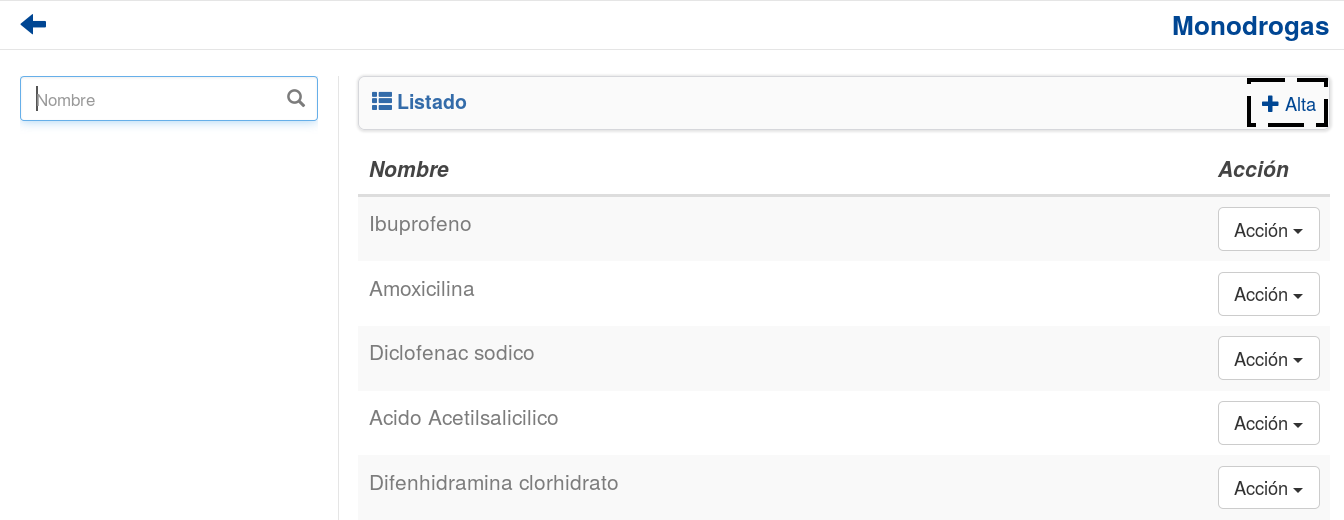 Monodrogas
Nombre
Listado
Alta
Nombre Acción
Ibuprofeno Acción
Amoxicilina Acción
Diclofenac sodico Acción
Acido Acetilsalicilico Acción
Difenhidramina clorhidrato Acción